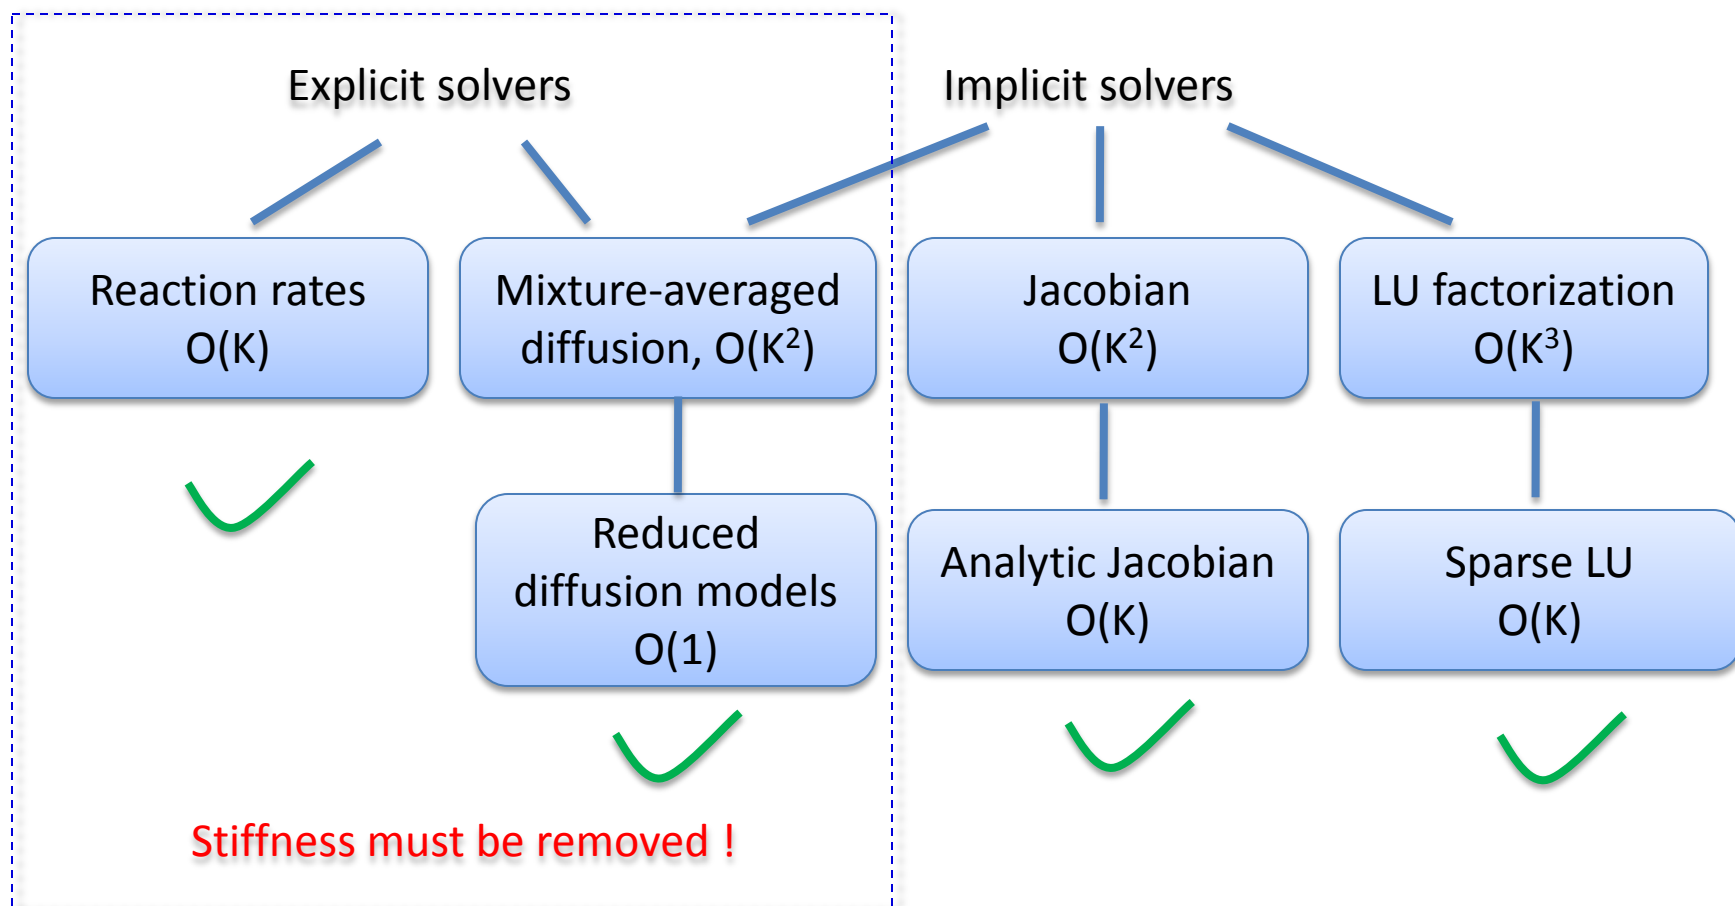 Explicit solvers
Implicit solvers
Reaction rates
O(K)
Mixture-averaged
diffusion, O(K²)
Jacobian
O(K²)
LU factorization
O(K³)
Reduced
diffusion models
O(1)
Analytic Jacobian
O(K)
Sparse LU
O(K)
Stiffness must be removed !